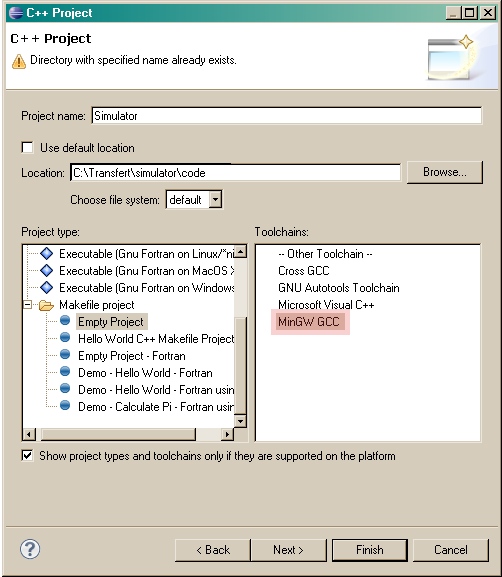 C++ Project
C++ Project
Directory with specified name already exists.
Project name: Simulator
Use default location
Location: C:\Transfert\simulator\code Browse...
Choose file system: default
Project type: Toolchains:
Executable (Gnu Fortran on Linux/*ni
Executable (Gnu Fortran on MacOS X
Executable (Gnu Fortran on Windows
Makefile project
Empty Project
Hello World C++ Makefile Project
Empty Project - Fortran
Demo - Hello World - Fortran
Demo - Hello World - Fortran usin
Demo - Calculate Pi - Fortran usin
-- Other Toolchain --
Cross GCC
GNU Autotools Toolchain
Microsoft Visual C++
MinGW GCC
Show project types and toolchains only if they are supported on the platform
? < Back Next > Finish Cancel